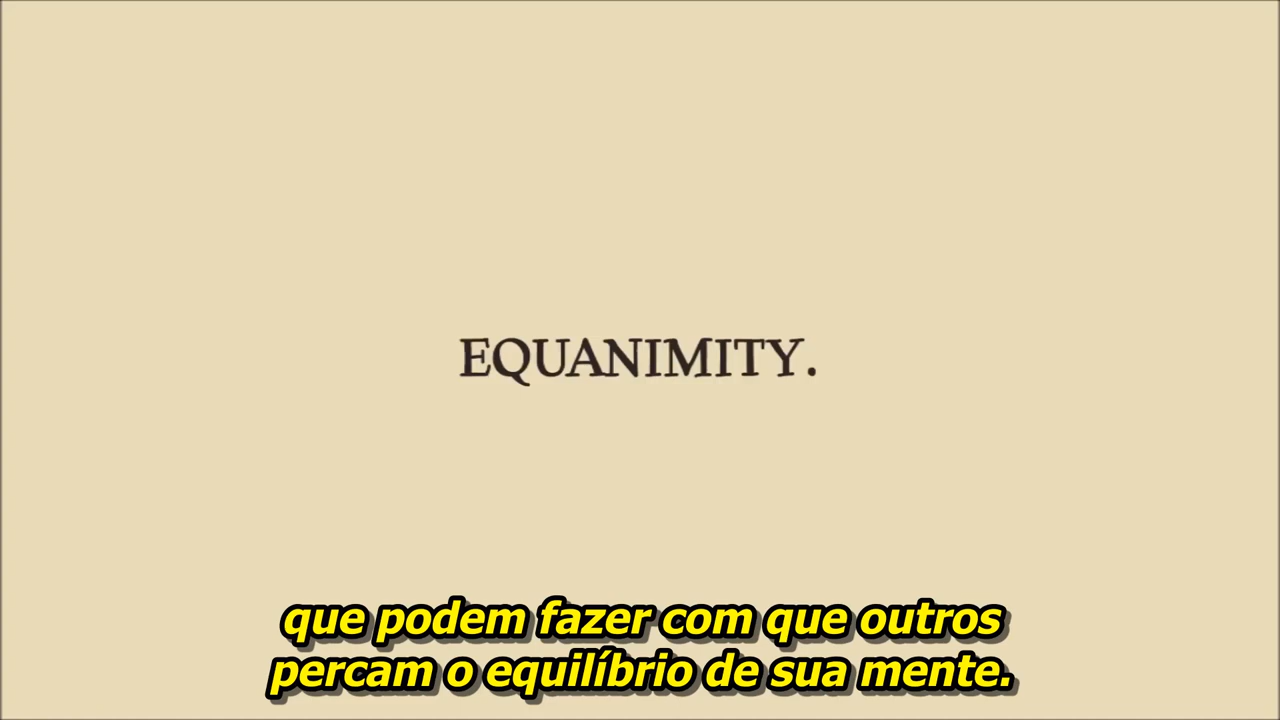 EQUANIMITY.
que podem fazer com que outros
percam o equilíbrio de sua mente.